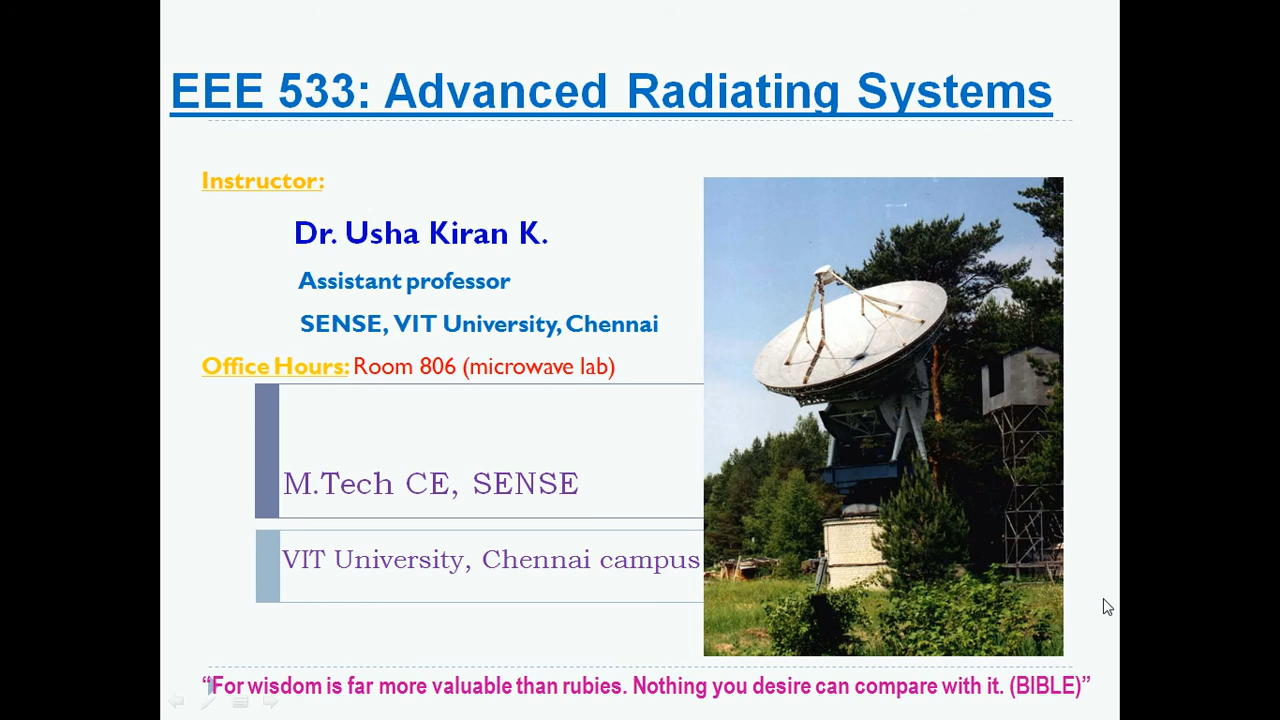 EEE 533: Advanced Radiating Systems
Instructor:
Dr. Usha Kiran K.
Assistant professor
SENSE, VIT University, Chennai
Office Hours: Room 806 (microwave lab)
M.Tech CE, SENSE
VIT University, Chennai campus
“For wisdom is far more valuable than rubies. Nothing you desire can compare with it. (BIBLE)”